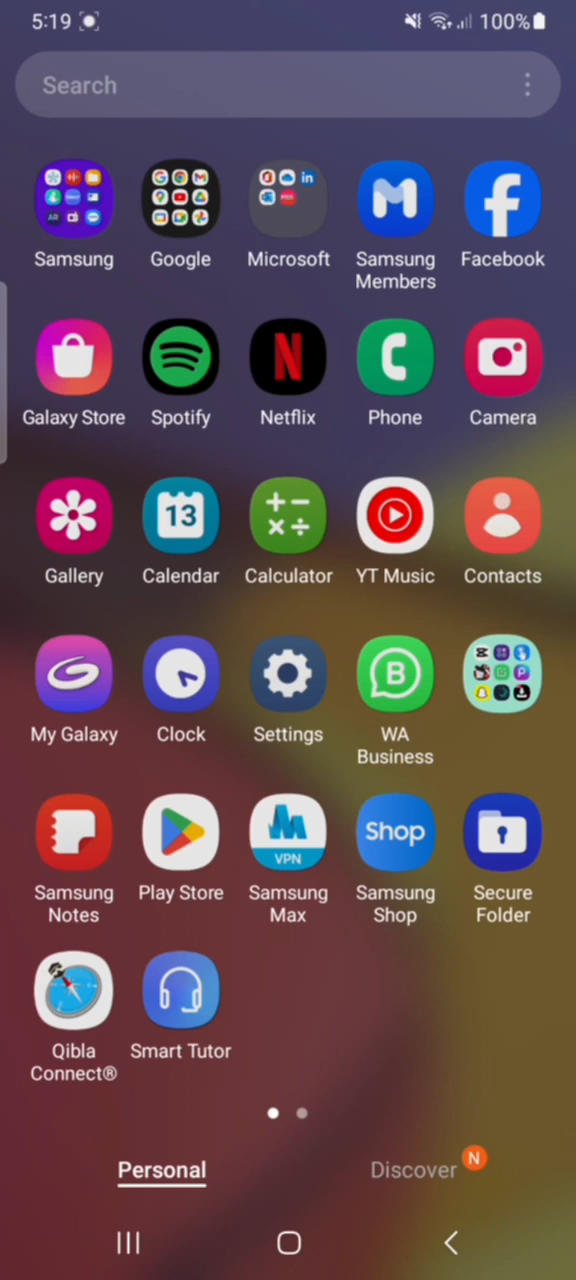 5:19 100%
Search
Samsung Google Microsoft Samsung Members Facebook
Galaxy Store Spotify Netflix Phone Camera
13
Gallery Calendar Calculator YT Music Contacts
B
My Galaxy Clock Settings WA Business
VPN Shop
Samsung Notes Play Store Samsung Max Samsung Shop Secure Folder
Qibla Connect® Smart Tutor
Personal Discover N